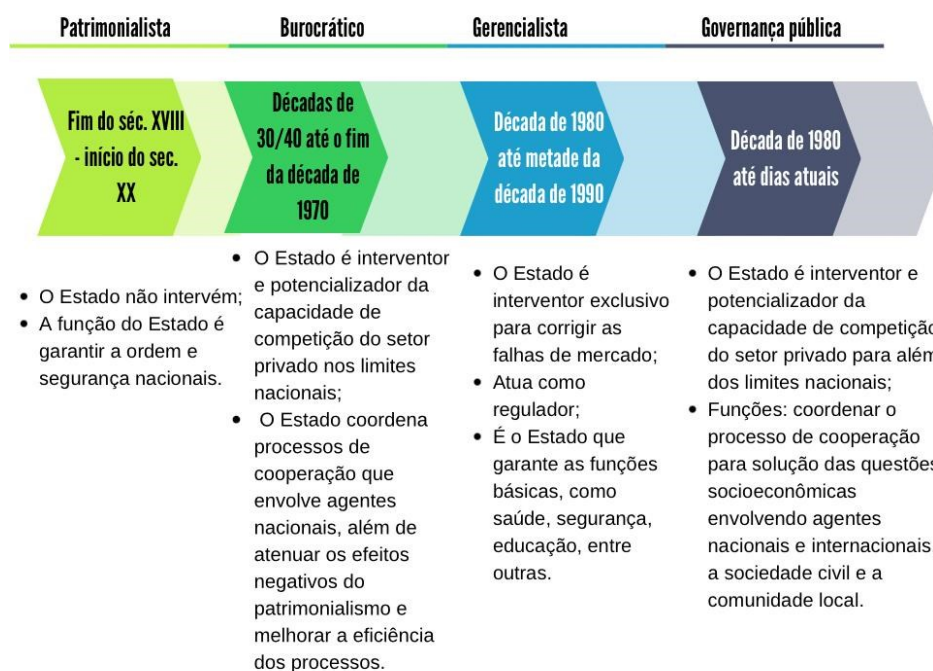 Patrimonialista
Burocrático
Gerencialista
Governança pública
Fim do séc. XVIII
- início do sec.
XX
Décadas de
30/40 até o fim
da década de
1970
Década de 1980
até metade da
década de 1990
Década de 1980
até dias atuais
• O Estado não intervém;
• A função do Estado é
garantir a ordem e
segurança nacionais.
• O Estado é interventor
e potencializador da
capacidade de
competição do setor
privado nos limites
nacionais;
• O Estado coordena
processos de
cooperação que
envolve agentes
nacionais, além de
atenuar os efeitos
negativos do
patrimonialismo e
melhorar a eficiência
dos processos.
• O Estado é
interventor exclusivo
para corrigir as
falhas de mercado;
• Atua como
regulador;
• É o Estado que
garante as funções
básicas, como
saúde, segurança,
educação, entre
outras.
• O Estado é interventor e
potencializador da
capacidade de competição
do setor privado para além
dos limites nacionais;
• Funções: coordenar o
processo de cooperação
para solução das questões
socioeconômicas
envolvendo agentes
nacionais e internacionais
a sociedade civil e a
comunidade local.